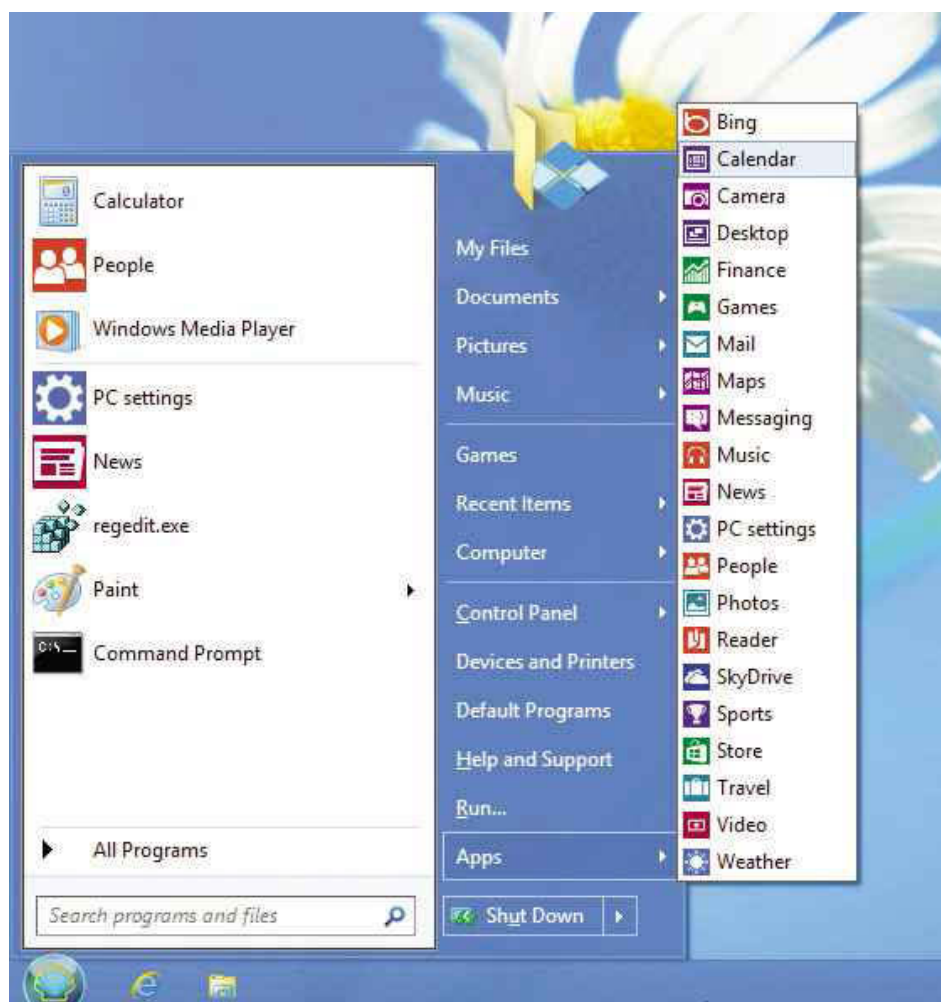 Calculator
People
Windows Media Player
PC settings
News
regedit.exe
Paint
Command Prompt
All Programs
Search programs and files
My Files
Documents
Pictures
Music
Games
Recent Items
Computer
Control Panel
Devices and Printers
Default Programs
Help and Support
Run...
Apps
Shut Down
Bing
Calendar
Camera
Desktop
Finance
Games
Mail
Maps
Messaging
Music
News
PC settings
People
Photos
Reader
SkyDrive
Sports
Store
Travel
Video
Weather